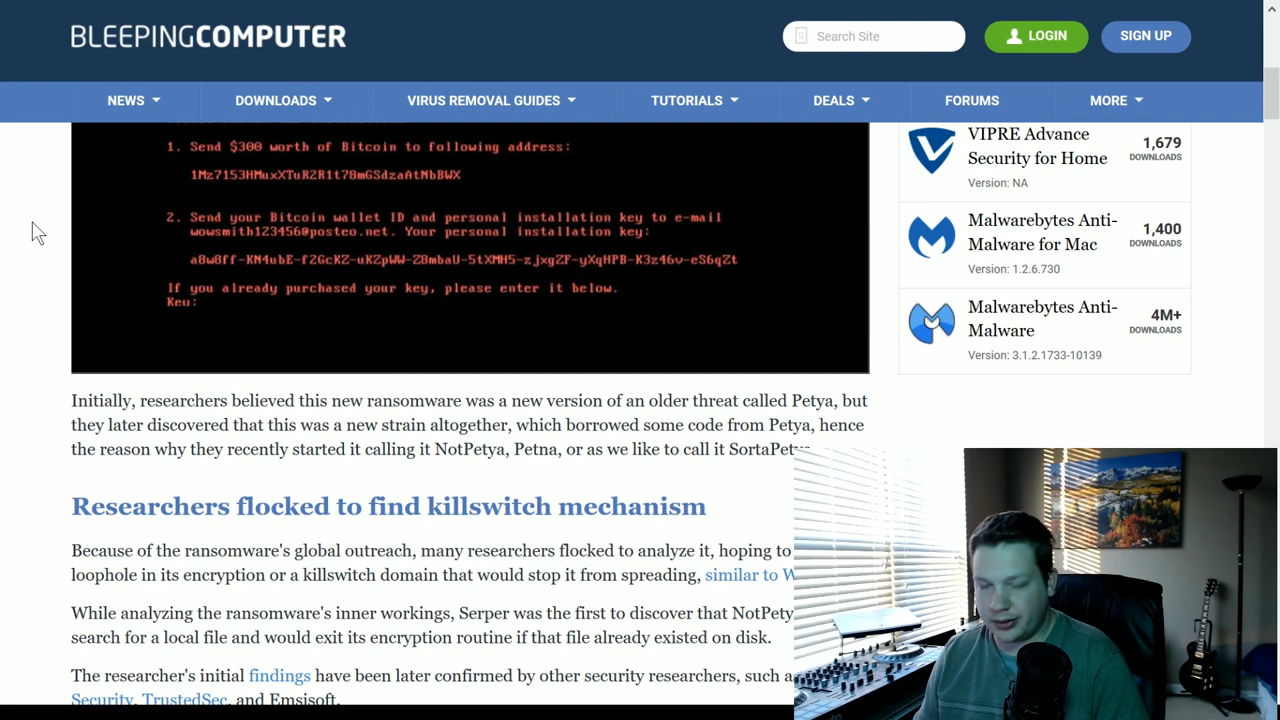 BLEEPINGCOMPUTER
Search Site
LOGIN
SIGN UP
NEWS
DOWNLOADS
VIRUS REMOVAL GUIDES
TUTORIALS
DEALS
FORUMS
MORE
1. Send $300 worth of Bitcoin to following address:
1Mz7153HMuxXTuR2R1t78mGSdzaAtNbBWX
2. Send your Bitcoin wallet ID and personal installation key to e-mail
wowsmith123456@posteo.net. Your personal installation key:
a8w8ff-KN4ubE-f2GcKZ-uKZpWW-Z8mbaU-5tXMH5-zjxgZF-yXqHPB-K3z46v-eS6qZt
If you already purchased your key, please enter it below.
Key:
VIPRE Advance
Security for Home
Version: NA
1,679
DOWNLOADS
Malwarebytes Anti-
Malware for Mac
Version: 1.2.6.730
1,400
DOWNLOADS
Malwarebytes Anti-
Malware
Version: 3.1.2.1733-10139
4M+
DOWNLOADS
Initially, researchers believed this new ransomware was a new version of an older threat called Petya, but
they later discovered that this was a new strain altogether, which borrowed some code from Petya, hence
the reason why they recently started it calling it NotPetya, Petna, or as we like to call it SortaPetya.
Researchers flocked to find killswitch mechanism
Because of the ransomware's global outreach, many researchers flocked to analyze it, hoping to
loophole in its encryption or a killswitch domain that would stop it from spreading, similar to W
While analyzing the ransomware's inner workings, Serper was the first to discover that NotPety
search for a local file and would exit its encryption routine if that file already existed on disk.
The researcher's initial findings have been later confirmed by other security researchers, such a
Security, TrustedSec, and Emsisoft.